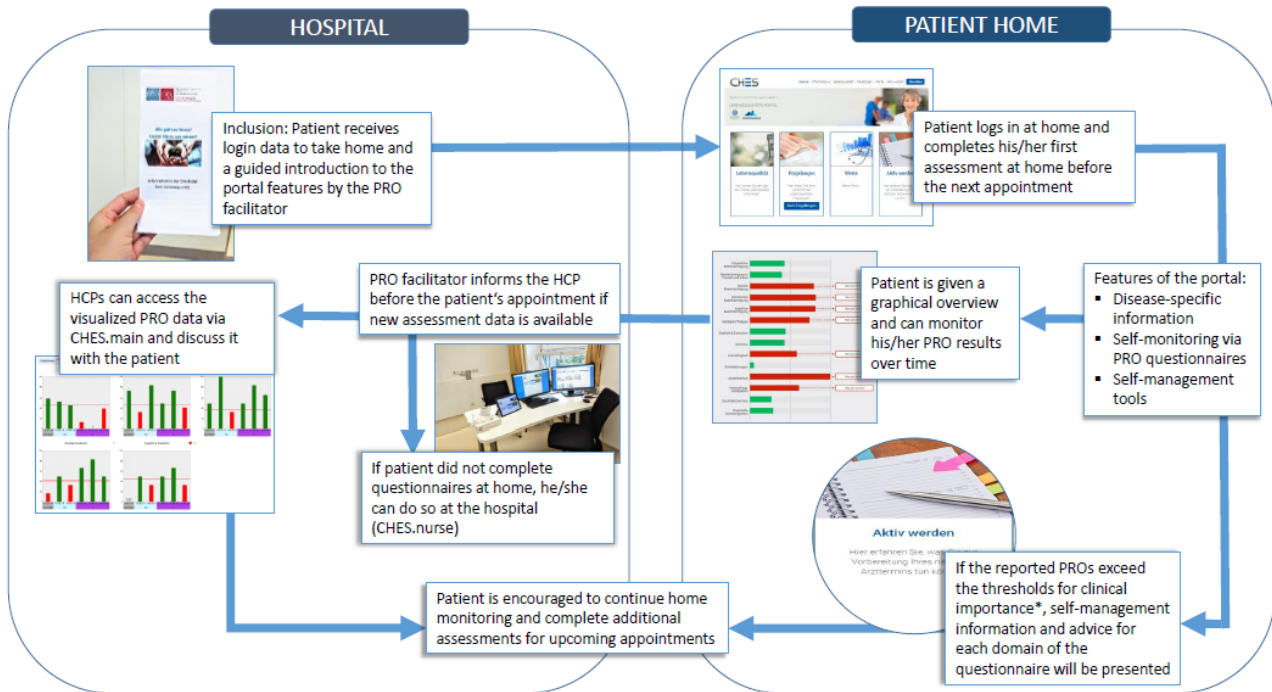 HOSPITAL
PATIENT HOME
Inclusion: Patient receives
login data to take home and
a guided introduction to the
portal features by the PRO
facilitator
CHES
Lebensqualität
Fragebogen
Werte
Aktiv werden
Patient logs in at home and
completes his/her first
assessment at home before
the next appointment
HCPs can access the
visualized PRO data via
CHES.main and discuss it
with the patient
PRO facilitator informs the HCP
before the patient‘s appointment if
new assessment data is available
Patient is given a
graphical overview
and can monitor
his/her PRO results
over time
Features of the portal:
▪ Disease-specific
information
▪ Self-monitoring via
PRO questionnaires
▪ Self-management
tools
If patient did not complete
questionnaires at home, he/she
can do so at the hospital
(CHES.nurse)
Aktiv werden
Hier erfahren Sie, was
Vorbereitung Ihres
Arzttermins tun
Patient is encouraged to continue home
monitoring and complete additional
assessments for upcoming appointments
If the reported PROs exceed
the thresholds for clinical
importance*, self-management
information and advice for
each domain of the
questionnaire will be presented